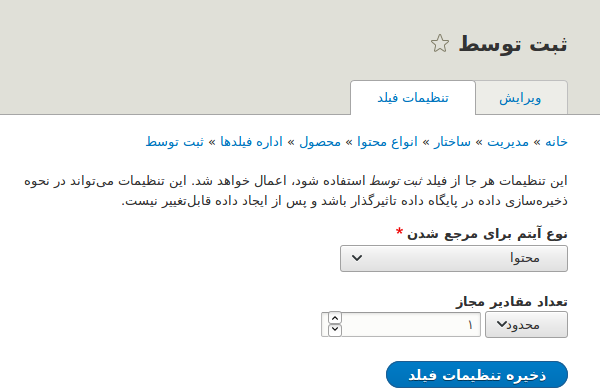 ثبت توسط
ویرایش
تنظیمات فیلد
خانه » مدیریت » ساختار » انواع محتوا » محصول » اداره فیلدها » ثبت توسط
این تنظیمات هر جا از فیلد ثبت توسط استفاده شود، اعمال خواهد شد. این تنظیمات می‌تواند در نحوه
ذخیره‌سازی داده در پایگاه داده تاثیرگذار باشد و پس از ایجاد داده قابل‌تغییر نیست.
نوع آیتم برای مرجع شدن *
محتوا
تعداد مقادیر مجاز
محدود
۱
ذخیره تنظیمات فیلد